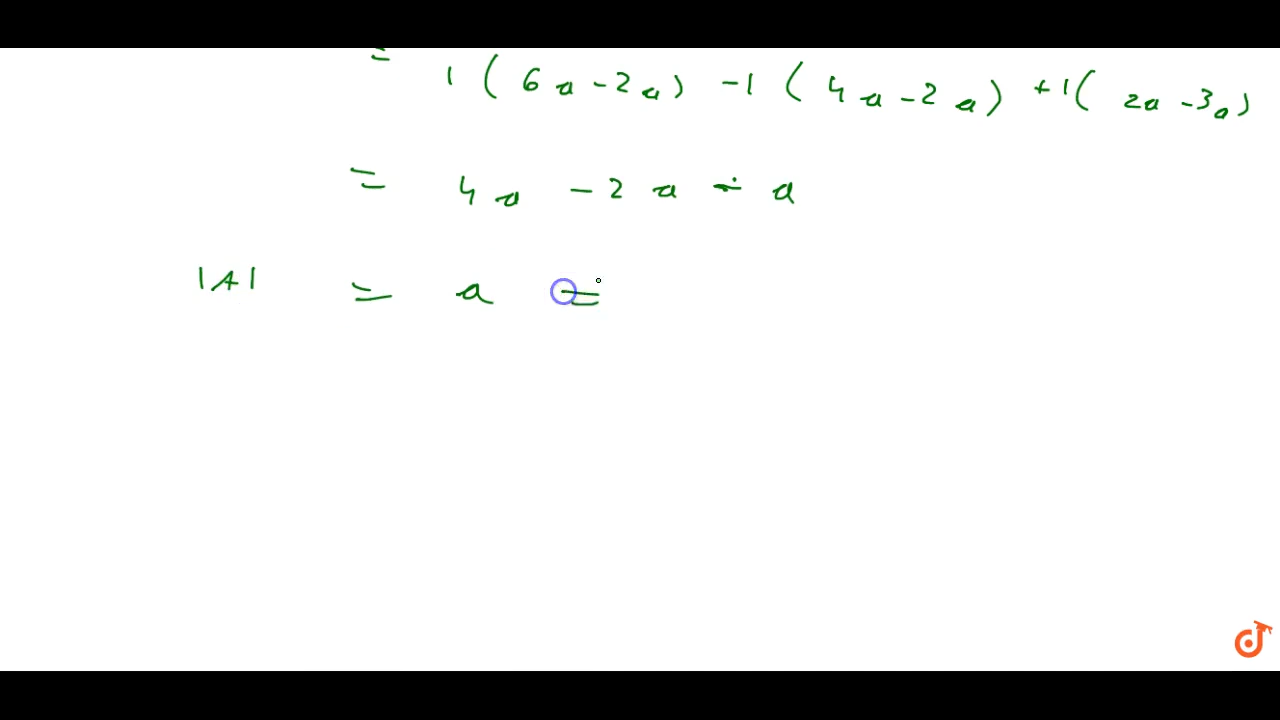 = 1 ( 6a - 2a ) - 1 ( 4a - 2a ) + 1 ( 2a - 3a )
= 4a - 2a - a
|A| = a =